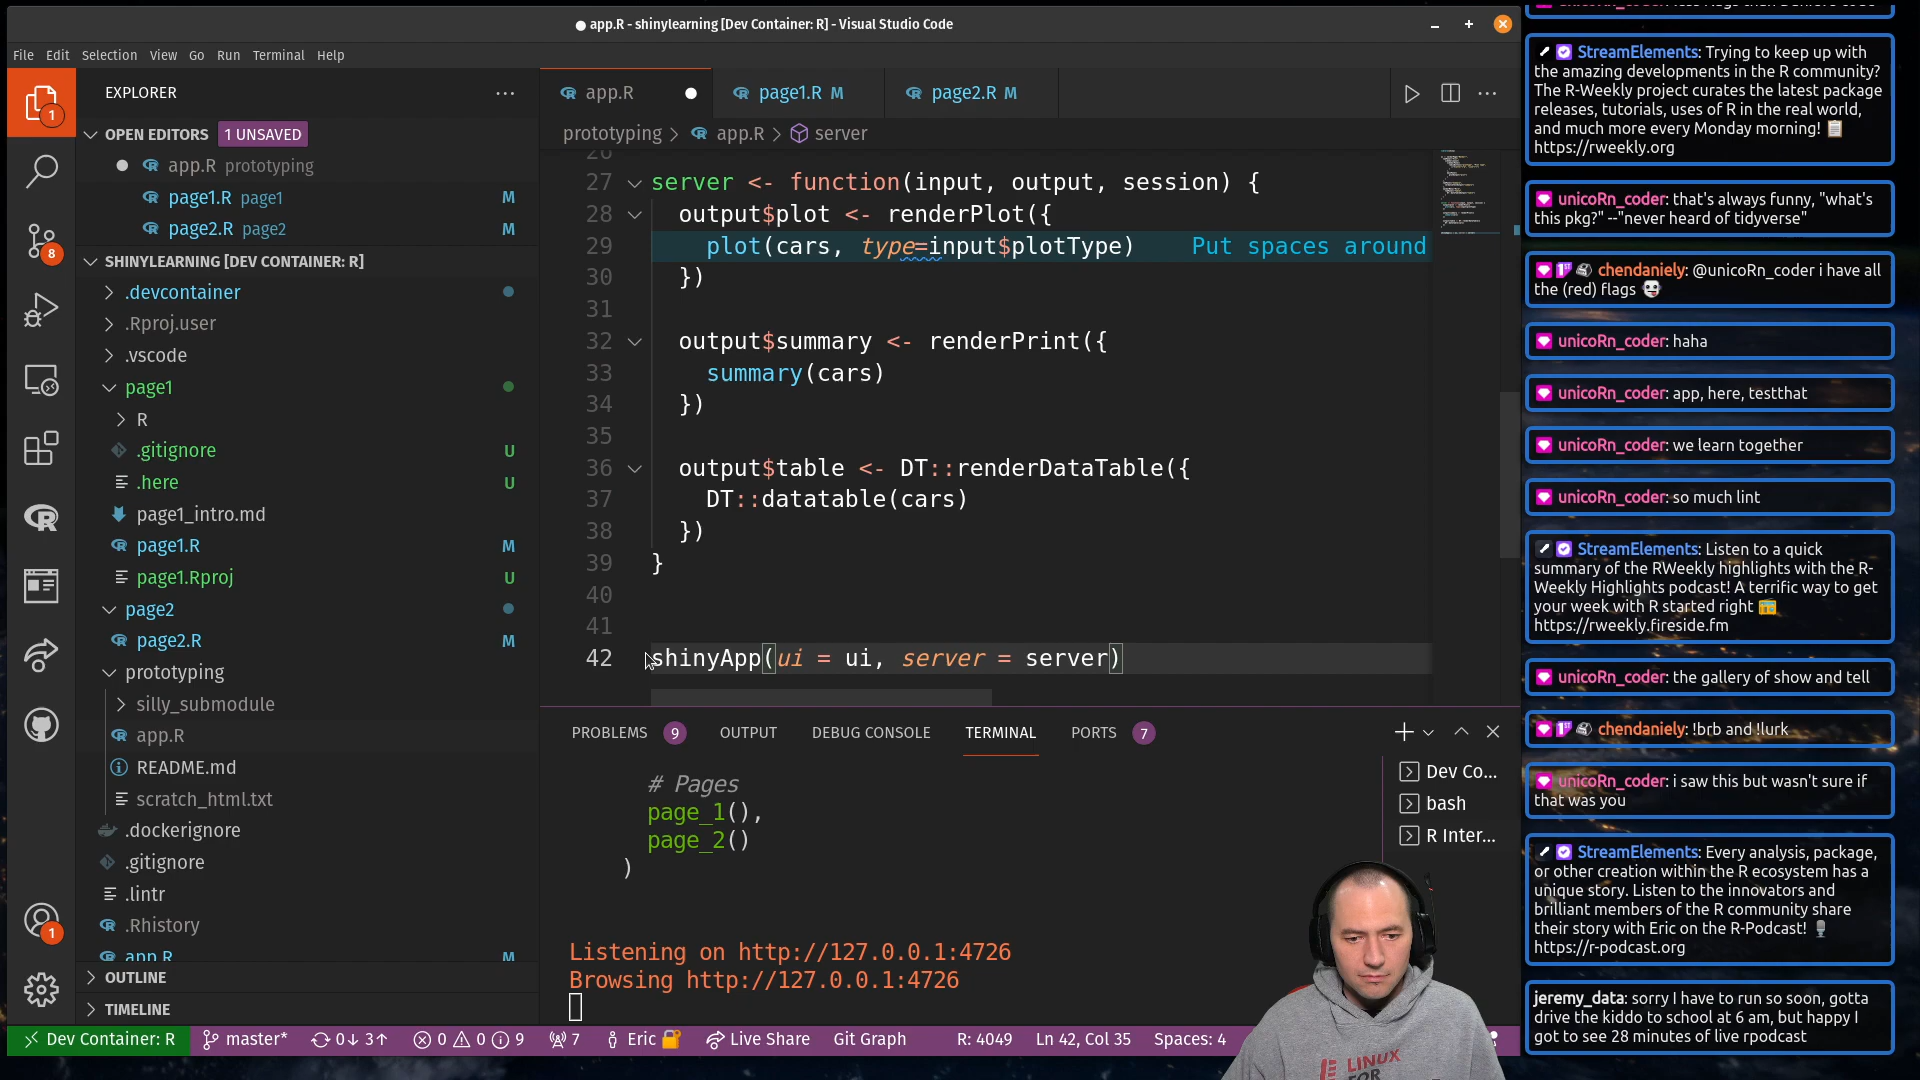 app.R - shinylearning [Dev Container: R] - Visual Studio Code
File Edit Selection View Go Run Terminal Help
EXPLORER
OPEN EDITORS 1 UNSAVED
app.R prototyping
page1.R page1 M
page2.R page2 M
SHINYLEARNING [DEV CONTAINER: R]
.devcontainer
.Rproj.user
.vscode
page1
R
.gitignore U
.here U
page1_intro.md
page1.R M
page1.Rproj U
page2
page2.R M
prototyping
silly_submodule
app.R
README.md
scratch_html.txt
.dockerignore
.gitignore
.lintr
.Rhistory
app.R M
OUTLINE
TIMELINE
1
8
1
app.R
page1.R M
page2.R M
prototyping > app.R > server
26
27 server <- function(input, output, session) {
28 output$plot <- renderPlot({
29 plot(cars, type=input$plotType) Put spaces around
30 })
31
32 output$summary <- renderPrint({
33 summary(cars)
34 })
35
36 output$table <- DT::renderDataTable({
37 DT::datatable(cars)
38 })
39 }
40
41
42 shinyApp(ui = ui, server = server)
PROBLEMS 9 OUTPUT DEBUG CONSOLE TERMINAL PORTS 7
# Pages
page_1(),
page_2()
)
Listening on http://127.0.0.1:4726
Browsing http://127.0.0.1:4726
Dev Co...
bash
R Inter...
LINUX
FOR
Dev Container: R master* 0↓ 3↑ 0 0 9 7 Eric Live Share Git Graph R: 4049 Ln 42, Col 35 Spaces: 4
StreamElements: Trying to keep up with
the amazing developments in the R community?
The R-Weekly project curates the latest package
releases, tutorials, uses of R in the real world,
and much more every Monday morning!
https://rweekly.org
unicoRn_coder: that's always funny, "what's
this pkg?" --"never heard of tidyverse"
chendaniely: @unicoRn_coder i have all
the (red) flags
unicoRn_coder: haha
unicoRn_coder: app, here, testthat
unicoRn_coder: we learn together
unicoRn_coder: so much lint
StreamElements: Listen to a quick
summary of the RWeekly highlights with the R-
Weekly Highlights podcast! A terrific way to get
your week with R started right
https://rweekly.fireside.fm
unicoRn_coder: the gallery of show and tell
chendaniely: !brb and !lurk
unicoRn_coder: i saw this but wasn't sure if
that was you
StreamElements: Every analysis, package,
or other creation within the R ecosystem has a
unique story. Listen to the innovators and
brilliant members of the R community share
their story with Eric on the R-Podcast!
https://r-podcast.org
jeremy_data: sorry I have to run so soon, gotta
drive the kiddo to school at 6 am, but happy I
got to see 28 minutes of live rpodcast